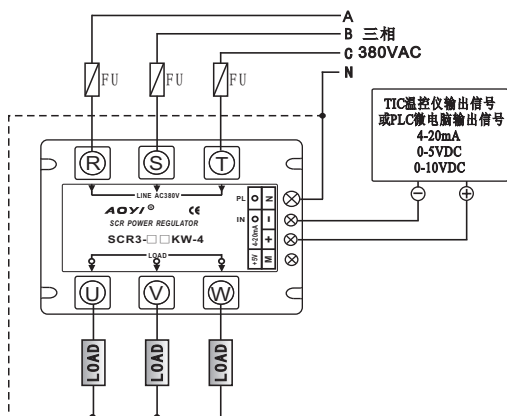 A
B 三相
C 380VAC
N
FU
FU
FU
TIC温控仪输出信号
或PLC微电脑输出信号
4-20mA
0-5VDC
0-10VDC
R
S
T
LINE AC380V
AOYI ® CE
SCR POWER REGULATOR
SCR3-□□KW-4
LOAD
PL
N
IN
-
4-20mA
+
+5V
M
- +
U
V
W
LOAD
LOAD
LOAD